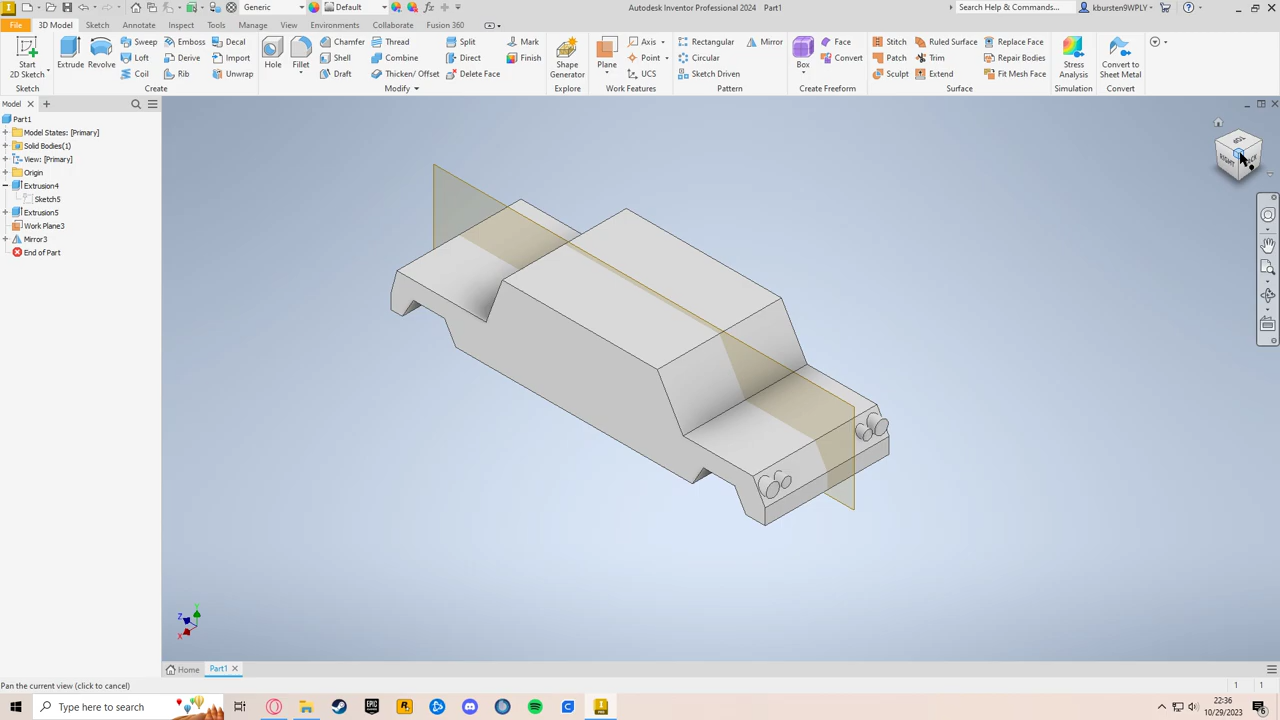 Generic
Default
Autodesk Inventor Professional 2024 Part1
Search Help & Commands...
kbursten9WPLY
File
3D Model
Sketch
Annotate
Inspect
Tools
Manage
View
Environments
Collaborate
Fusion 360
Start
2D Sketch
Extrude
Revolve
Sweep
Loft
Coil
Emboss
Derive
Rib
Decal
Import
Unwrap
Hole
Fillet
Chamfer
Shell
Draft
Thread
Combine
Thicken/ Offset
Split
Direct
Delete Face
Mark
Finish
Shape
Generator
Plane
Axis
Point
UCS
Rectangular
Circular
Sketch Driven
Mirror
Box
Face
Convert
Stitch
Patch
Sculpt
Ruled Surface
Trim
Extend
Replace Face
Repair Bodies
Fit Mesh Face
Stress
Analysis
Convert to
Sheet Metal
Sketch
Create
Modify
Explore
Work Features
Pattern
Create Freeform
Surface
Simulation
Convert
Model
Part1
Model States: [Primary]
Solid Bodies(1)
View: [Primary]
Origin
Extrusion4
Sketch5
Extrusion5
Work Plane3
Mirror3
End of Part
TOP
RIGHT
Y
Z
X
Home
Part1
Pan the current view (click to cancel)
1
1
Type here to search
22:36
10/29/2023